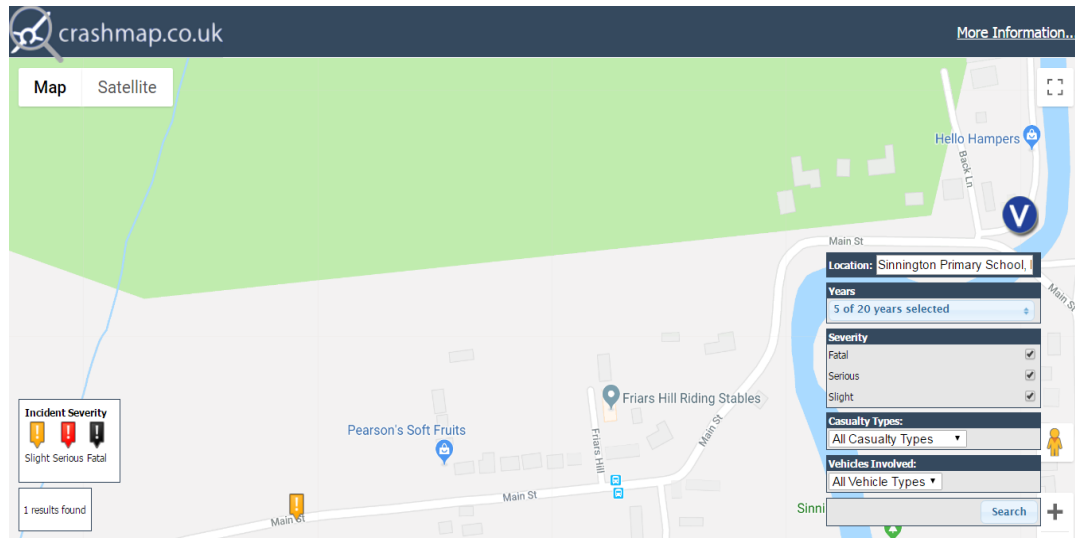 crashmap.co.uk
More Information...
Map
Satellite
Hello Hampers
Back Ln
V
Main St
Location: Sinnington Primary School,
Main St
Years
5 of 20 years selected
Severity
Fatal
Serious
Slight
Friars Hill Riding Stables
Incident Severity
Slight Serious Fatal
Pearson's Soft Fruits
Friars Hill
Main St
Casualty Types:
All Casualty Types
Vehicles Involved:
All Vehicle Types
1 results found
Main St
Main St
Sinni
Search